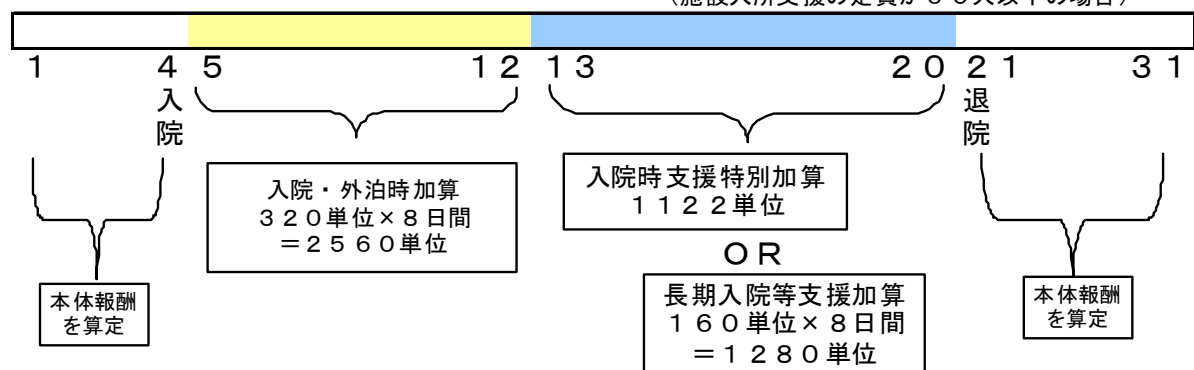 1 4 5 12 13 20 21 31
入院
退院
入院・外泊時加算
320単位×8日間
=2560単位
入院時支援特別加算
1122単位
OR
長期入院等支援加算
160単位×8日間
=1280単位
本体報酬
を算定
本体報酬
を算定